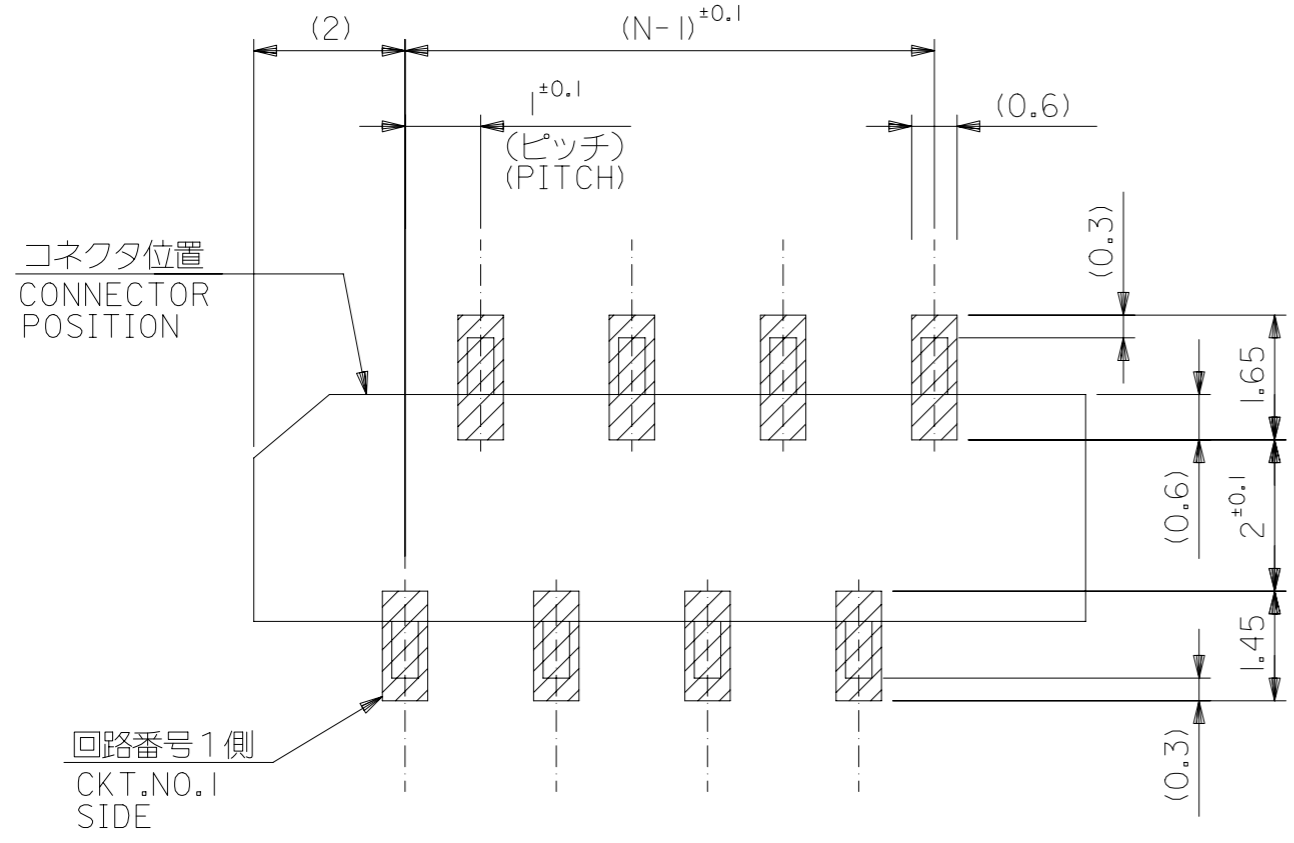 (2)
(N-1)±0.1
1±0.1
(ピッチ)
(PITCH)
(0.6)
(0.3)
コネクタ位置
CONNECTOR
POSITION
1.65
(0.6)
2±0.1
1.45
(0.3)
回路番号1側
CKT.NO.1
SIDE